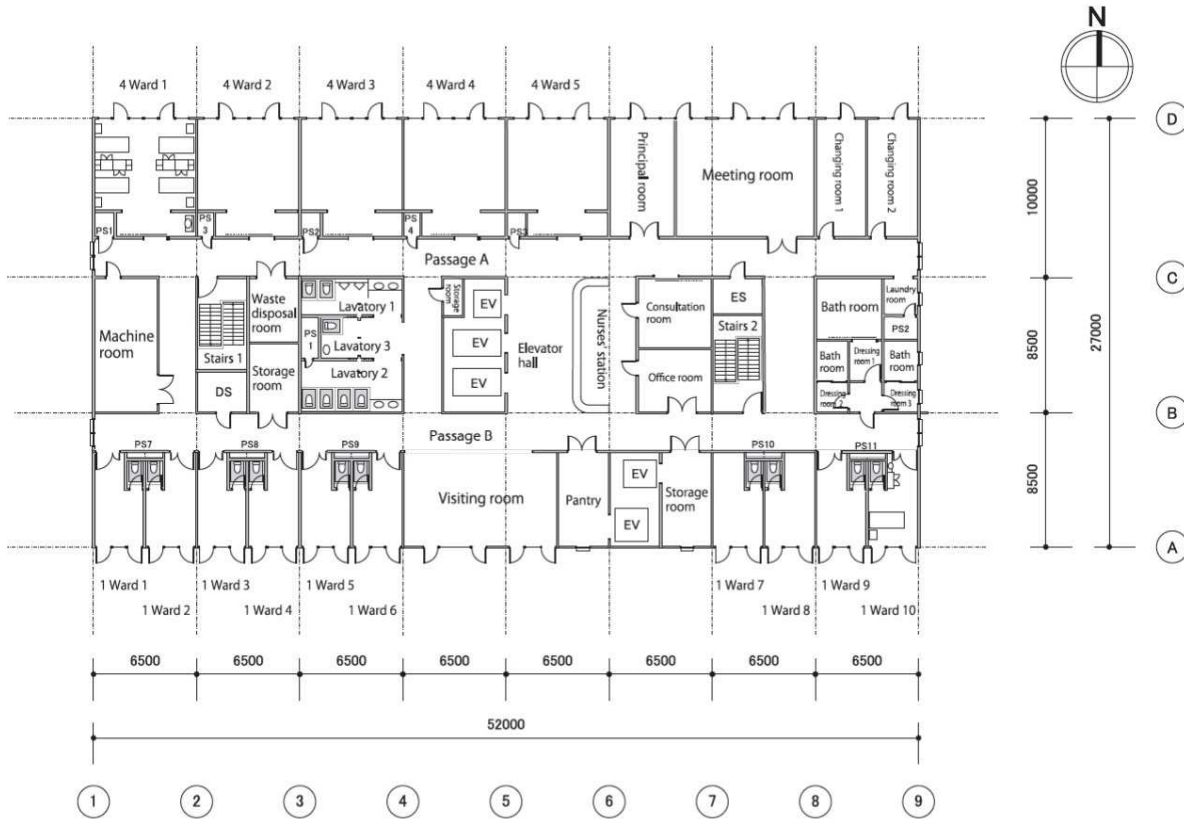 N
4 Ward 1
4 Ward 2
4 Ward 3
4 Ward 4
4 Ward 5
D
Principal room
Meeting room
Changing room 1
Changing room 2
10000
PS1
PS 3
PS2
PS 4
PS3
Passage A
C
Machine room
Stairs 1
DS
Waste disposal room
Storage room
Lavatory 1
PS 1
Lavatory 3
Lavatory 2
Storage room
EV
EV
EV
Elevator hall
Nurses' station
Consultation room
Office room
ES
Stairs 2
Bath room
Laundry room
PS2
Bath room
Dressing room 1
Bath room
Dressing room 2
Dressing room 3
8500
27000
B
Passage B
PS7
PS8
PS9
PS10
PS11
Visiting room
Pantry
EV
EV
Storage room
8500
A
1 Ward 1
1 Ward 3
1 Ward 5
1 Ward 7
1 Ward 9
1 Ward 2
1 Ward 4
1 Ward 6
1 Ward 8
1 Ward 10
6500
6500
6500
6500
6500
6500
6500
6500
52000
1
2
3
4
5
6
7
8
9